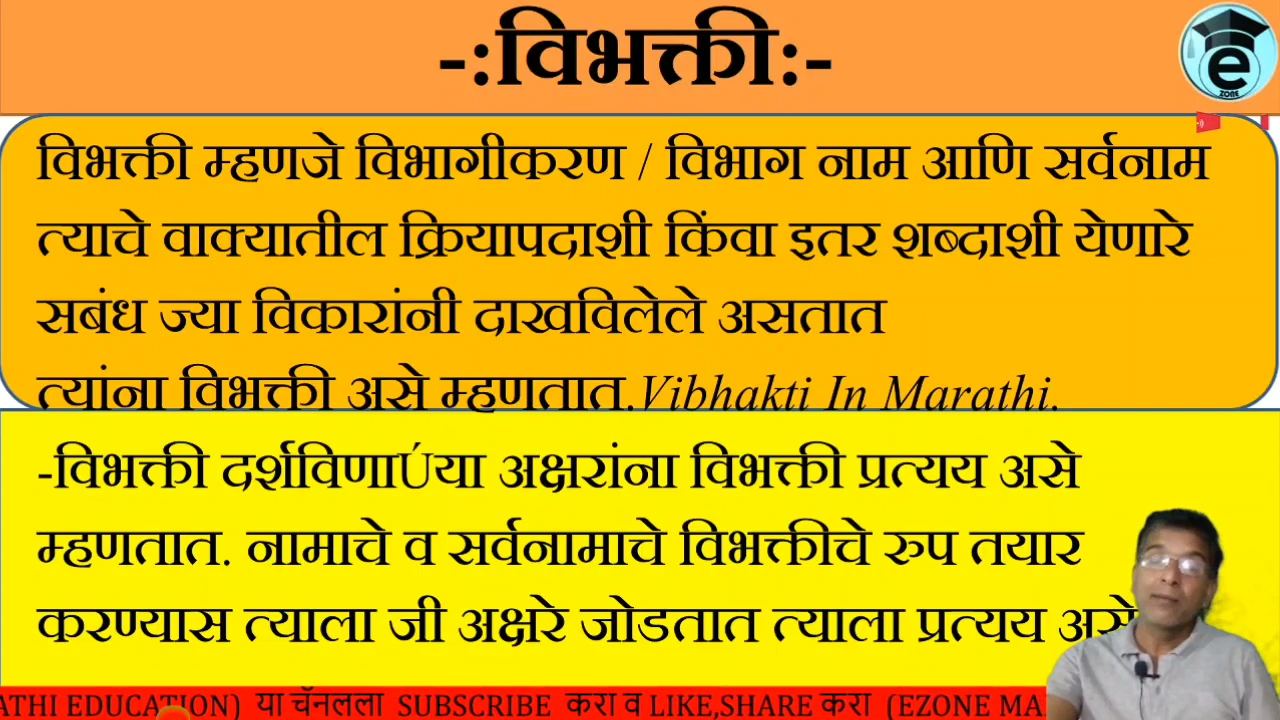 -:विभक्ती:-
e
ZONE
विभक्ती म्हणजे विभागीकरण / विभाग नाम आणि सर्वनाम
त्याचे वाक्यातील क्रियापदाशी किंवा इतर शब्दाशी येणारे
सबंध ज्या विकारांनी दाखविलेले असतात
त्यांना विभक्ती असे म्हणतात.Vibhakti In Marathi.
-विभक्ती दर्शविणाÚया अक्षरांना विभक्ती प्रत्यय असे
म्हणतात. नामाचे व सर्वनामाचे विभक्तीचे रुप तयार
करण्यास त्याला जी अक्षरे जोडतात त्याला प्रत्यय असे
ATHI EDUCATION) या चॅनलला SUBSCRIBE करा व LIKE,SHARE करा (EZONE MA